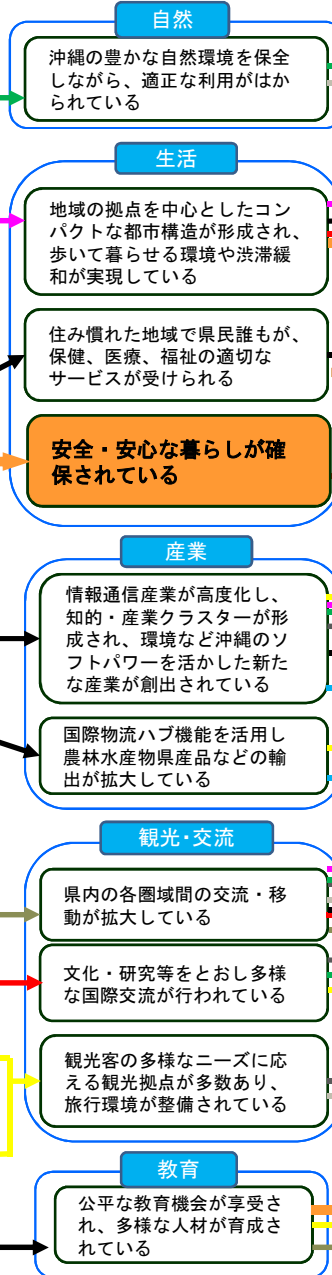 自然
沖縄の豊かな自然環境を保全
しながら、適正な利用がはか
られている
生活
地域の拠点を中心としたコン
パクトな都市構造が形成され、
歩いて暮らせる環境や渋滞緩
和が実現している
住み慣れた地域で県民誰もが、
保健、医療、福祉の適切な
サービスが受けられる
安全・安心な暮らしが確
保されている
産業
情報通信産業が高度化し、
知的・産業クラスターが形
成され、環境など沖縄のソ
フトパワーを活かした新た
な産業が創出されている
国際物流ハブ機能を活用し
農林水産物県産品などの輸
出が拡大している
観光・交流
県内の各圏域間の交流・移
動が拡大している
文化・研究等をとおし多様
な国際交流が行われている
観光客の多様なニーズに応
える観光拠点が多数あり、
旅行環境が整備されている
教育
公平な教育機会が享受さ
れ、多様な人材が育成さ
れている